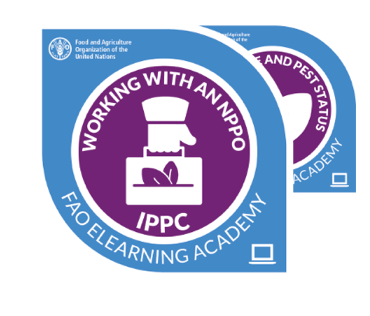 Food and Agriculture
Organization of the
United Nations
WORKING WITH AN NPPO
IPPC
FAO ELEARNING ACADEMY
AND PEST STATUS
ACADEMY